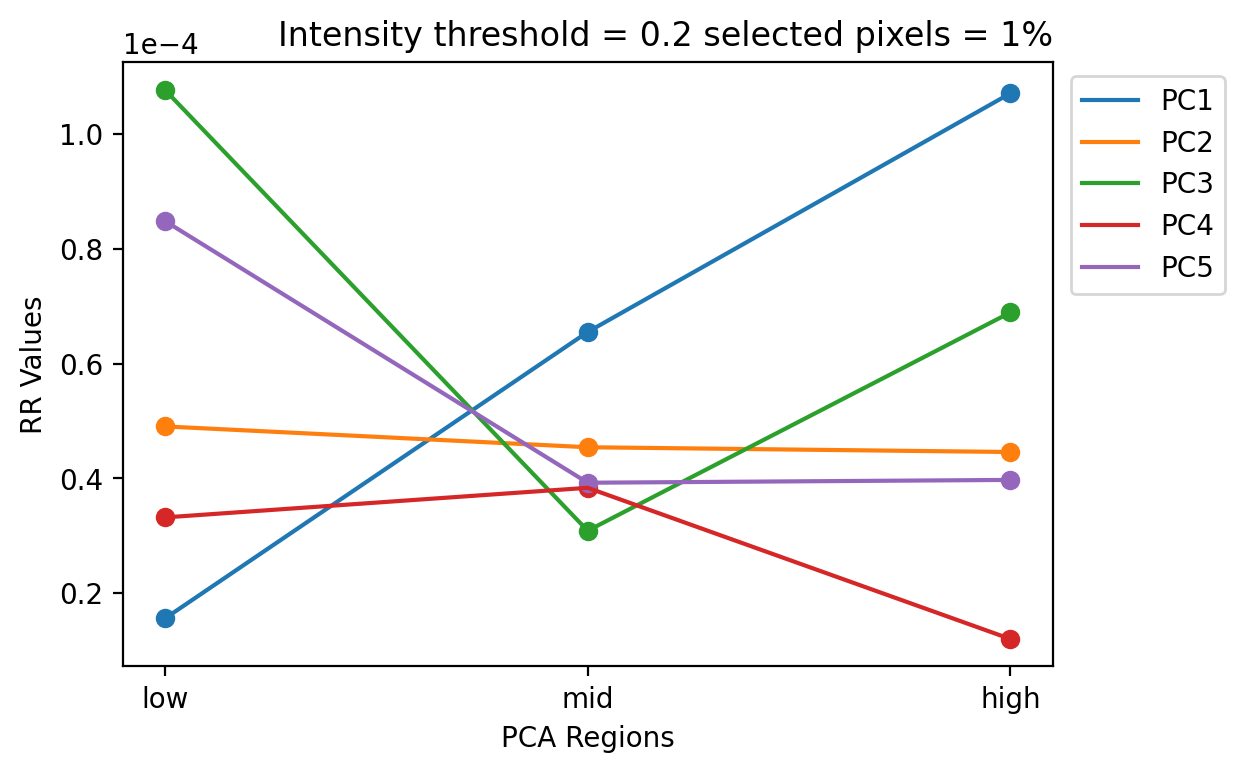 Intensity threshold = 0.2 selected pixels = 1%
1e−4
1.0
0.8
0.6
0.4
0.2
RR Values
low mid high
PCA Regions
PC1
PC2
PC3
PC4
PC5